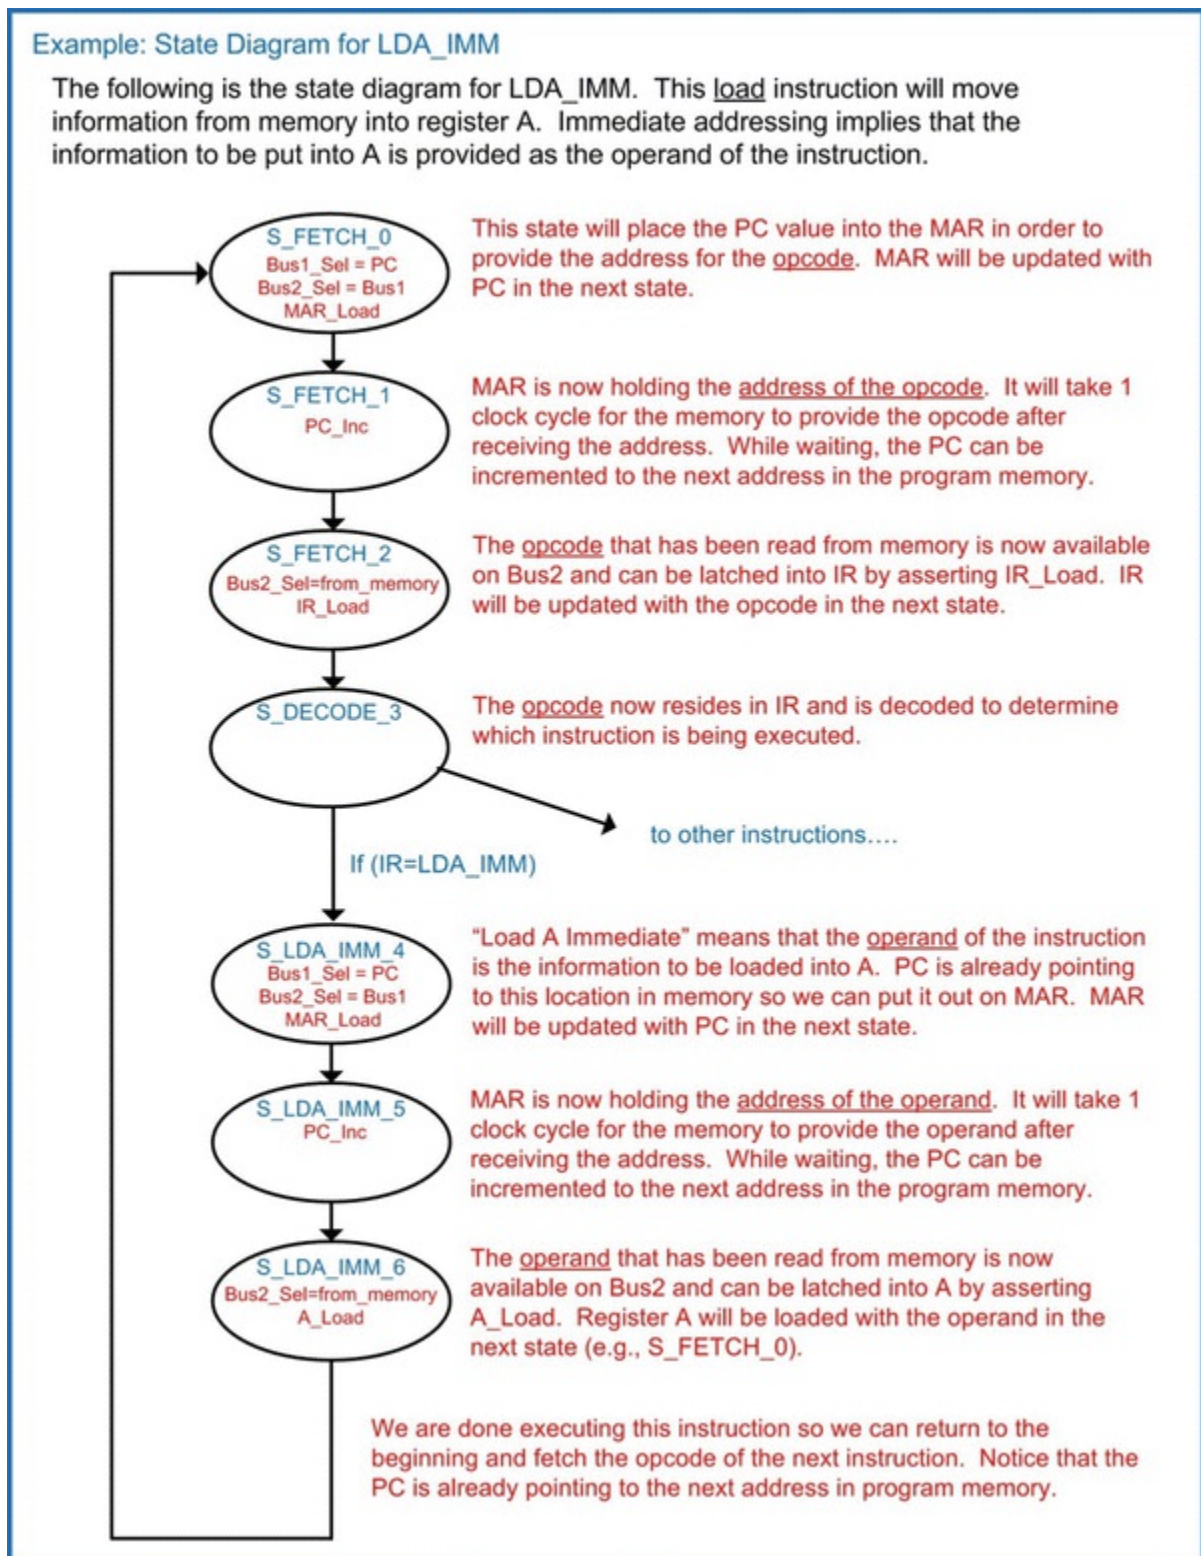 Example: State Diagram for LDA_IMM
The following is the state diagram for LDA_IMM. This load instruction will move
information from memory into register A. Immediate addressing implies that the
information to be put into A is provided as the operand of the instruction.
S_FETCH_0
Bus1_Sel = PC
Bus2_Sel = Bus1
MAR_Load
This state will place the PC value into the MAR in order to
provide the address for the opcode. MAR will be updated with
PC in the next state.
S_FETCH_1
PC_Inc
MAR is now holding the address of the opcode. It will take 1
clock cycle for the memory to provide the opcode after
receiving the address. While waiting, the PC can be
incremented to the next address in the program memory.
S_FETCH_2
Bus2_Sel=from_memory
IR_Load
The opcode that has been read from memory is now available
on Bus2 and can be latched into IR by asserting IR_Load. IR
will be updated with the opcode in the next state.
S_DECODE_3
The opcode now resides in IR and is decoded to determine
which instruction is being executed.
to other instructions....
If (IR=LDA_IMM)
S_LDA_IMM_4
Bus1_Sel = PC
Bus2_Sel = Bus1
MAR_Load
“Load A Immediate” means that the operand of the instruction
is the information to be loaded into A. PC is already pointing
to this location in memory so we can put it out on MAR. MAR
will be updated with PC in the next state.
S_LDA_IMM_5
PC_Inc
MAR is now holding the address of the operand. It will take 1
clock cycle for the memory to provide the operand after
receiving the address. While waiting, the PC can be
incremented to the next address in the program memory.
S_LDA_IMM_6
Bus2_Sel=from_memory
A_Load
The operand that has been read from memory is now
available on Bus2 and can be latched into A by asserting
A_Load. Register A will be loaded with the operand in the
next state (e.g., S_FETCH_0).
We are done executing this instruction so we can return to the
beginning and fetch the opcode of the next instruction. Notice that the
PC is already pointing to the next address in program memory.